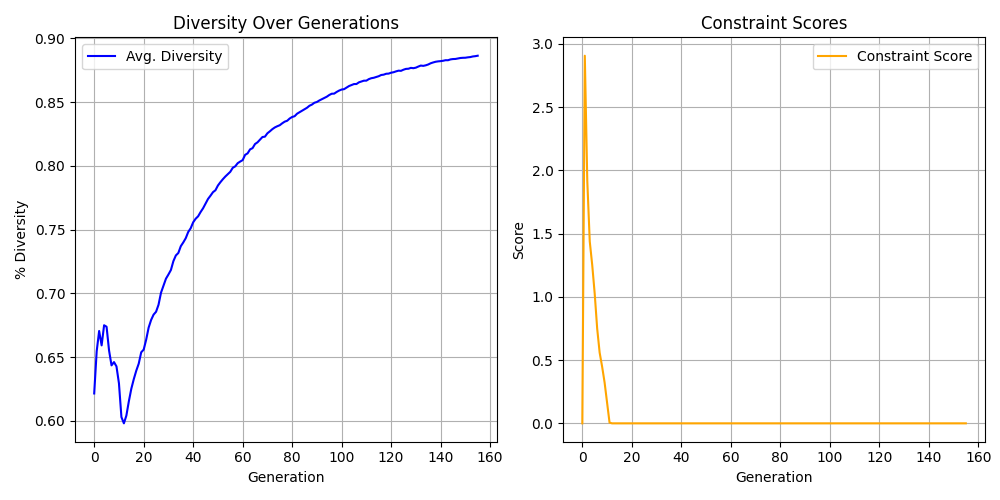 Diversity Over Generations
Avg. Diversity
% Diversity
0.90
0.85
0.80
0.75
0.70
0.65
0.60
0 20 40 60 80 100 120 140 160
Generation
Constraint Scores
Constraint Score
Score
3.0
2.5
2.0
1.5
1.0
0.5
0.0
0 20 40 60 80 100 120 140 160
Generation